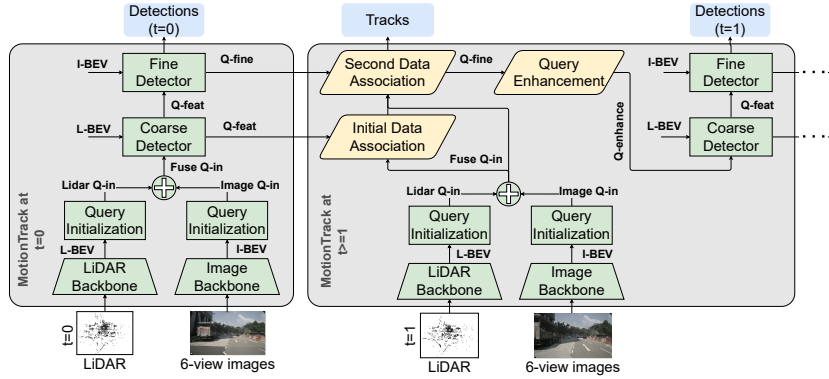 Detections
(t=0)
Tracks
Detections
(t=1)
I-BEV
Fine
Detector
Q-fine
Second Data
Association
Q-fine
Query
Enhancement
I-BEV
Fine
Detector
Q-feat
Q-feat
L-BEV
Coarse
Detector
Q-feat
Initial Data
Association
Q-enhance
L-BEV
Coarse
Detector
Fuse Q-in
Fuse Q-in
Lidar Q-in
Image Q-in
Lidar Q-in
Image Q-in
MotionTrack at
t=0
Query
Initialization
Query
Initialization
MotionTrack at
t>=1
Query
Initialization
Query
Initialization
L-BEV
I-BEV
L-BEV
I-BEV
LiDAR
Backbone
Image
Backbone
LiDAR
Backbone
Image
Backbone
t=0
t=1
LiDAR
6-view images
LiDAR
6-view images